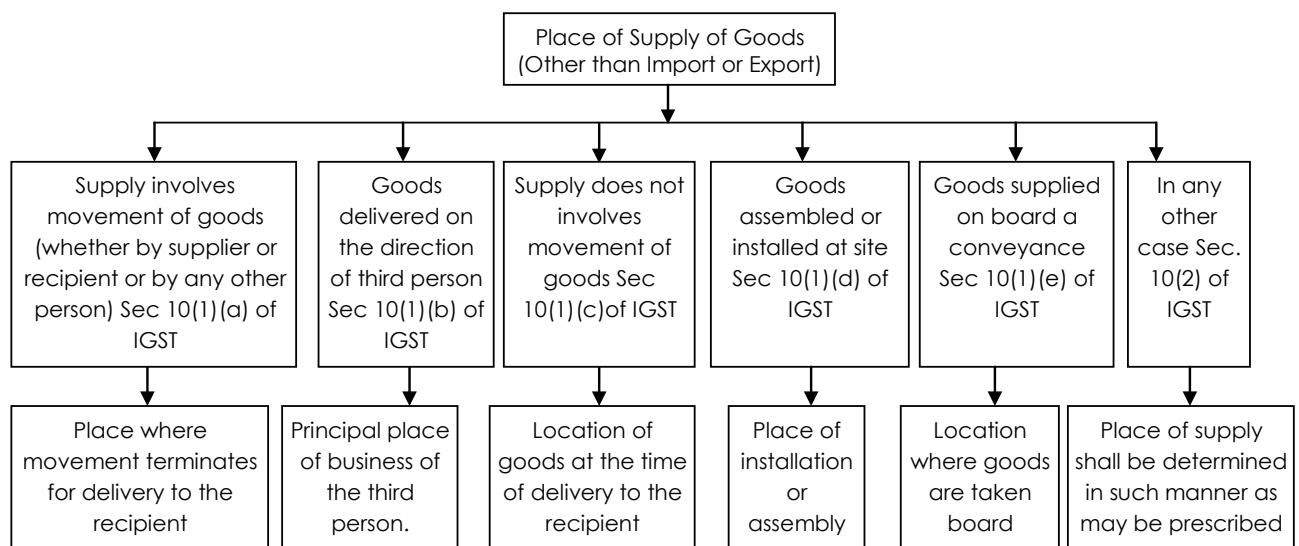 Place of Supply of Goods
(Other than Import or Export)
Supply involves
movement of goods
(whether by supplier or
recipient or by any other
person) Sec 10(1)(a) of
IGST
Goods
delivered on
the direction
of third person
Sec 10(1)(b) of
IGST
Supply does not
involves
movement of
goods Sec
10(1)(c)of IGST
Goods
assembled or
installed at site
Sec 10(1)(d) of
IGST
Goods supplied
on board a
conveyance
Sec 10(1)(e) of
IGST
In any
other
case Sec.
10(2) of
IGST
Place where
movement terminates
for delivery to the
recipient
Principal place
of business of
the third
person.
Location of
goods at the time
of delivery to the
recipient
Place of
installation
or
assembly
Location
where goods
are taken
board
Place of supply
shall be determined
in such manner as
may be prescribed